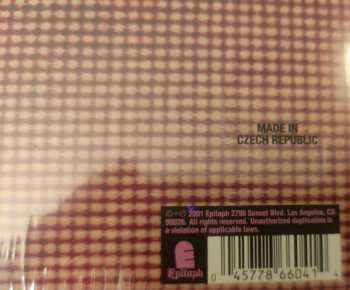 MADE IN
CZECH REPUBLIC
℗+© 2001 Epitaph 2798 Sunset Blvd. Los Angeles, CA
90026. All rights reserved. Unauthorized duplication is
a violation of applicable laws.
Epitaph
0 45778 66041 4